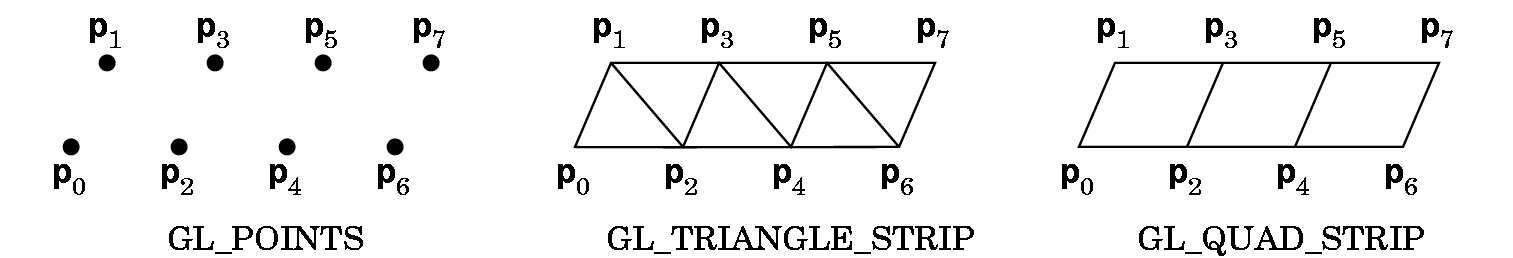 p₁ p₃ p₅ p₇ p₁ p₃ p₅ p₇ p₁ p₃ p₅ p₇
p₀ p₂ p₄ p₆ p₀ p₂ p₄ p₆ p₀ p₂ p₄ p₆
GL_POINTS GL_TRIANGLE_STRIP GL_QUAD_STRIP